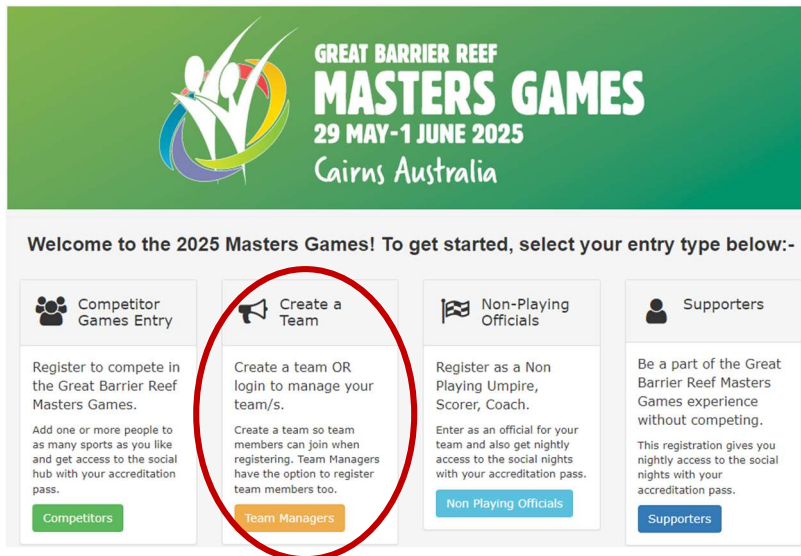 GREAT BARRIER REEF
MASTERS GAMES
29 MAY-1 JUNE 2025
Cairns Australia
Welcome to the 2025 Masters Games! To get started, select your entry type below:-
Competitor
Games Entry
Register to compete in
the Great Barrier Reef
Masters Games.
Add one or more people to
as many sports as you like
and get access to the social
hub with your accreditation
pass.
Competitors
Create a
Team
Create a team OR
login to manage your
team/s.
Create a team so team
members can join when
registering. Team Managers
have the option to register
team members too.
Team Managers
Non-Playing
Officials
Register as a Non
Playing Umpire,
Scorer, Coach.
Enter as an official for your
team and also get nightly
access to the social nights
with your accreditation pass.
Non Playing Officials
Supporters
Be a part of the Great
Barrier Reef Masters
Games experience
without competing.
This registration gives you
nightly access to the social
nights with your
accreditation pass.
Supporters